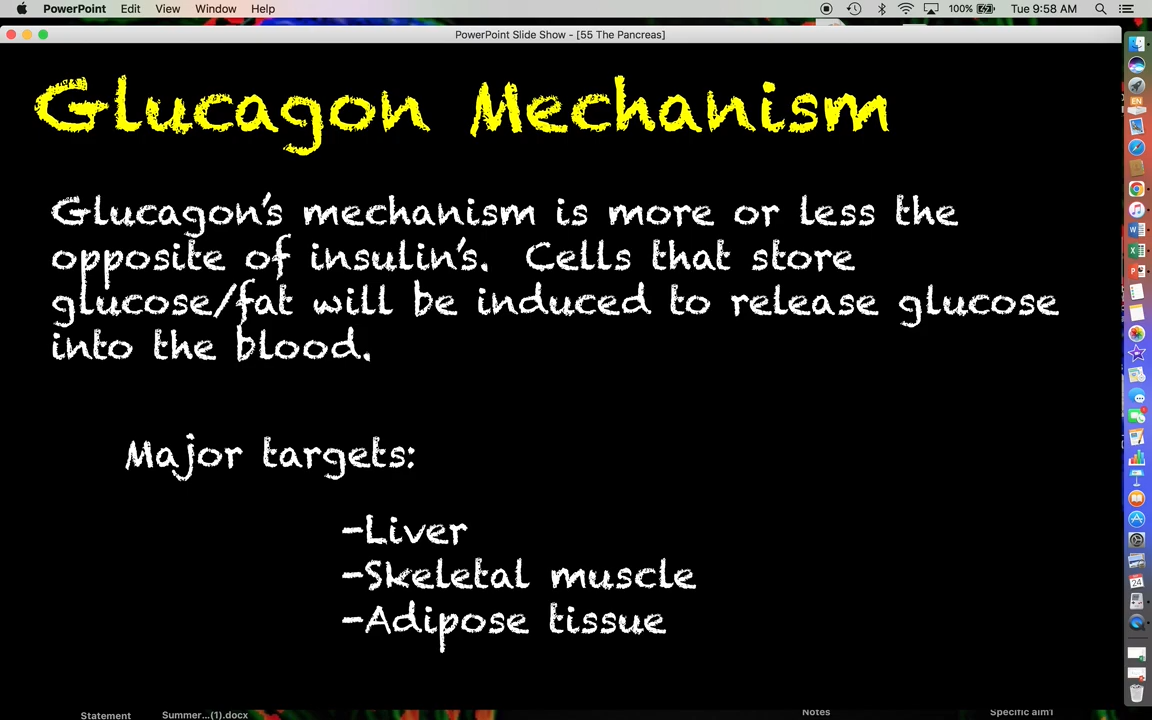 PowerPoint Edit View Window Help 100% Tue 9:58 AM
PowerPoint Slide Show - [55 The Pancreas]
Glucagon Mechanism
Glucagon's mechanism is more or less the
opposite of insulin's. Cells that store
glucose/fat will be induced to release glucose
into the blood.
Major targets:
-Liver
-Skeletal muscle
-Adipose tissue
Statement Summer...(1).docx Notes Specific aim1